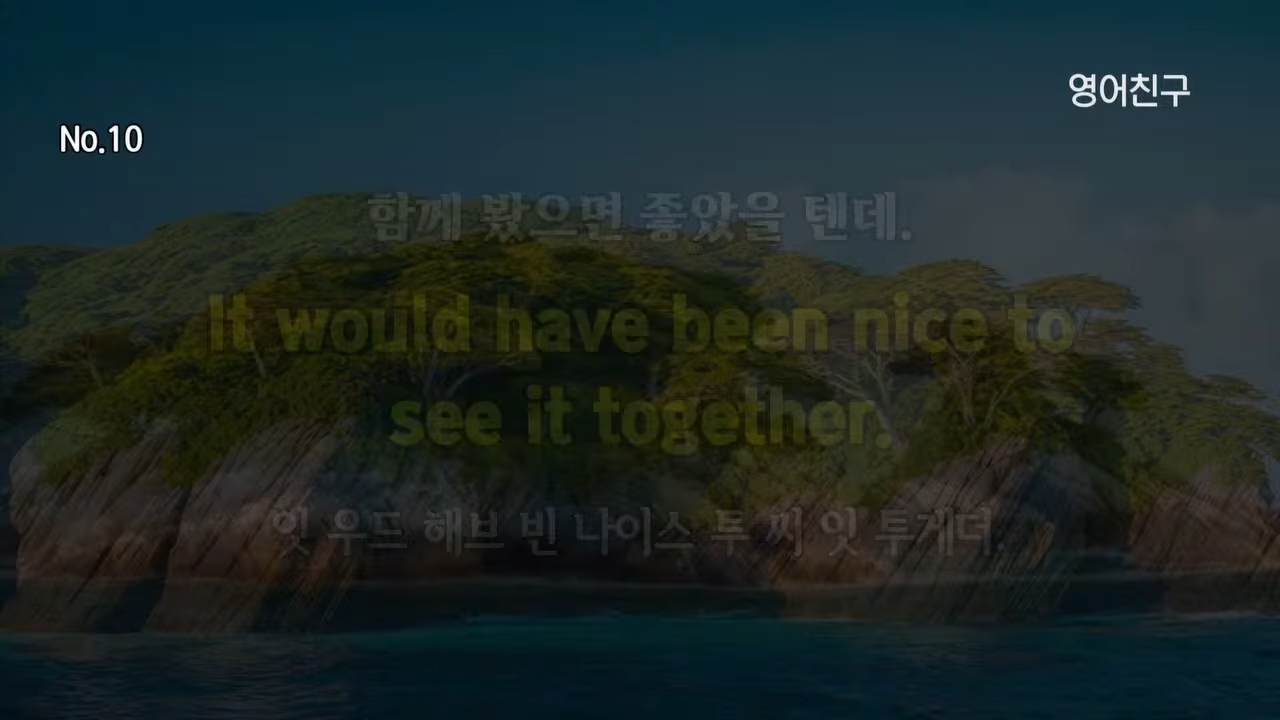 영어친구
No.10
함께 봤으면 좋았을 텐데.
It would have been nice to
see it together.
잇 우드 해브 빈 나이스 투 씨 잇 투게더.